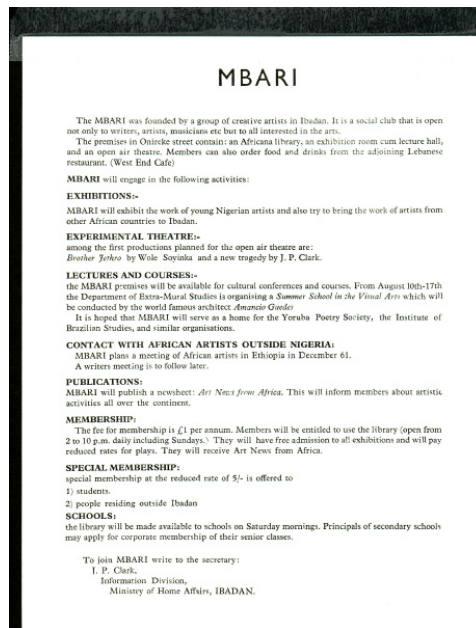 MBARI
The MBARI was founded by a group of creative artists in Ibadan. It is a social club that is open
not only to writers, artists, musicians etc but to all interested in the arts.
The premises in Onireke street contain: an Africana library, an exhibition room cum lecture hall,
and an open air theatre. Members can also order food and drinks from the adjoining Lebanese
restaurant. (West End Cafe)
MBARI will engage in the following activities:
EXHIBITIONS:-
MBARI will exhibit the work of young Nigerian artists and also try to bring the work of artists from
other African countries to Ibadan.
EXPERIMENTAL THEATRE:-
among the first productions planned for the open air theatre are:
Brother Jethro by Wole Soyinka and a new tragedy by J. P. Clark.
LECTURES AND COURSES:-
the MBARI premises will be available for cultural conferences and courses. From August 10th-17th
the Department of Extra-Mural Studies is organising a Summer School in the Visual Arts which will
be conducted by the world famous architect Amancio Guedes
It is hoped that MBARI will serve as a home for the Yoruba Poetry Society, the Institute of
Brazilian Studies, and similar organisations.
CONTACT WITH AFRICAN ARTISTS OUTSIDE NIGERIA:
MBARI plans a meeting of African artists in Ethiopia in December 61.
A writers meeting is to follow later.
PUBLICATIONS:
MBARI will publish a newsheet: Art News from Africa. This will inform members about artistic
activities all over the continent.
MEMBERSHIP:
The fee for membership is £1 per annum. Members will be entitled to use the library (open from
2 to 10 p.m. daily including Sundays.) They will have free admission to all exhibitions and will pay
reduced rates for plays. They will receive Art News from Africa.
SPECIAL MEMBERSHIP:
special membership at the reduced rate of 5/- is offered to
1) students.
2) people residing outside Ibadan
SCHOOLS:
the library will be made available to schools on Saturday mornings. Principals of secondary schools
may apply for corporate membership of their senior classes.
To join MBARI write to the secretary:
J. P. Clark,
Information Division,
Ministry of Home Affairs, IBADAN.